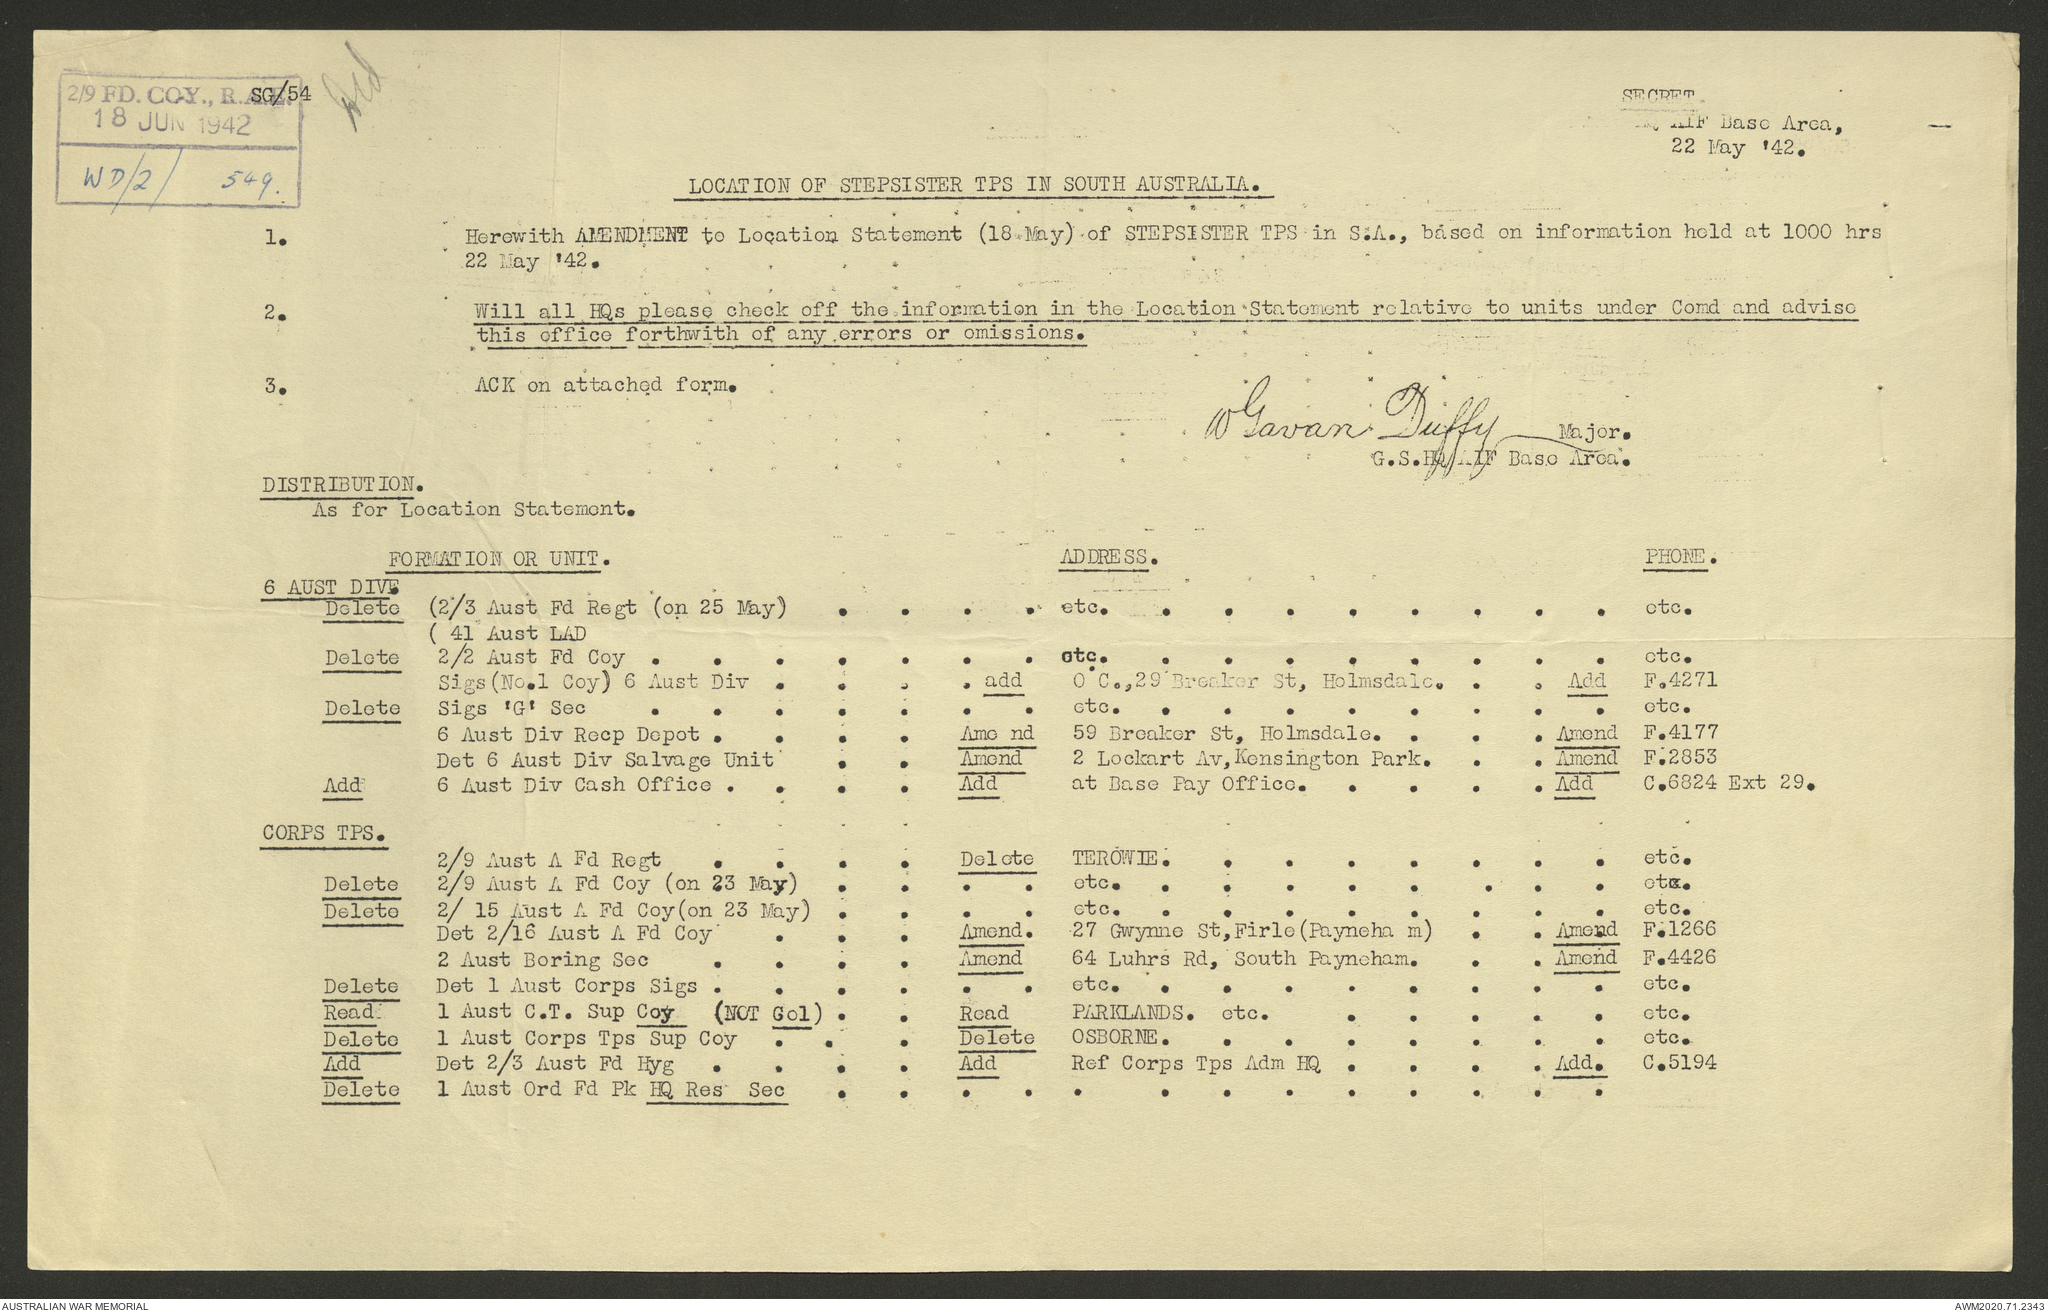 2/9 FD. COY., R.A.E.
SG/54
18 JUN 1942
WD/2/ 549.
SECRET.
HQ AIF Base Area,
22 May '42.
LOCATION OF STEPSISTER TPS IN SOUTH AUSTRALIA.
1. Herewith AMENDMENT to Location Statement (18 May) of STEPSISTER TPS in S.A., based on information held at 1000 hrs
22 May '42.
2. Will all HQs please check off the information in the Location Statement relative to units under Comd and advise
this office forthwith of any errors or omissions.
3. ACK on attached form.
W Gavan Duffy Major.
G.S.HQ AIF Base Area.
DISTRIBUTION.
As for Location Statement.
FORMATION OR UNIT. ADDRESS. PHONE.
6 AUST DIV.
Delete (2/3 Aust Fd Regt (on 25 May) . . . . etc. . . . . . . . . etc.
( 41 Aust LAD
Delete 2/2 Aust Fd Coy . . . . . . . etc. . . . . . . . . etc.
Sigs(No.1 Coy) 6 Aust Div . . . . add O C.,29 Breaker St, Holmsdale. . . Add F.4271
Delete Sigs 'G' Sec . . . . . . . etc. . . . . . . . . etc.
6 Aust Div Recp Depot . . . . Ame nd 59 Breaker St, Holmsdale. . . . Amend F.4177
Det 6 Aust Div Salvage Unit . . Amend 2 Lockart Av,Kensington Park. . . Amend F.2853
Add 6 Aust Div Cash Office . . . . Add at Base Pay Office. . . . . Add C.6824 Ext 29.
CORPS TPS.
2/9 Aust A Fd Regt . . . . Delete TEROWIE. . . . . . . . . etc.
Delete 2/9 Aust A Fd Coy (on 23 May) . . . . etc. . . . . . . . . etc.
Delete 2/ 15 Aust A Fd Coy(on 23 May) . . . . etc. . . . . . . . . etc.
Det 2/16 Aust A Fd Coy . . . Amend. 27 Gwynne St,Firle(Payneha m) . . Amend F.1266
2 Aust Boring Sec . . . . Amend 64 Luhrs Rd, South Payneham. . . Amend F.4426
Delete Det 1 Aust Corps Sigs . . . . . . etc. . . . . . . . . etc.
Read 1 Aust C.T. Sup Coy (NOT Gol) . . Read PARKLANDS. etc. . . . . . etc.
Delete 1 Aust Corps Tps Sup Coy . . . Delete OSBORNE. . . . . . . . . etc.
Add Det 2/3 Aust Fd Hyg . . . . Add Ref Corps Tps Adm HQ . . . . Add. C.5194
Delete 1 Aust Ord Fd Pk HQ Res Sec . . . . . . . . . . . . .
AUSTRALIAN WAR MEMORIAL
AWM2020.71.2343